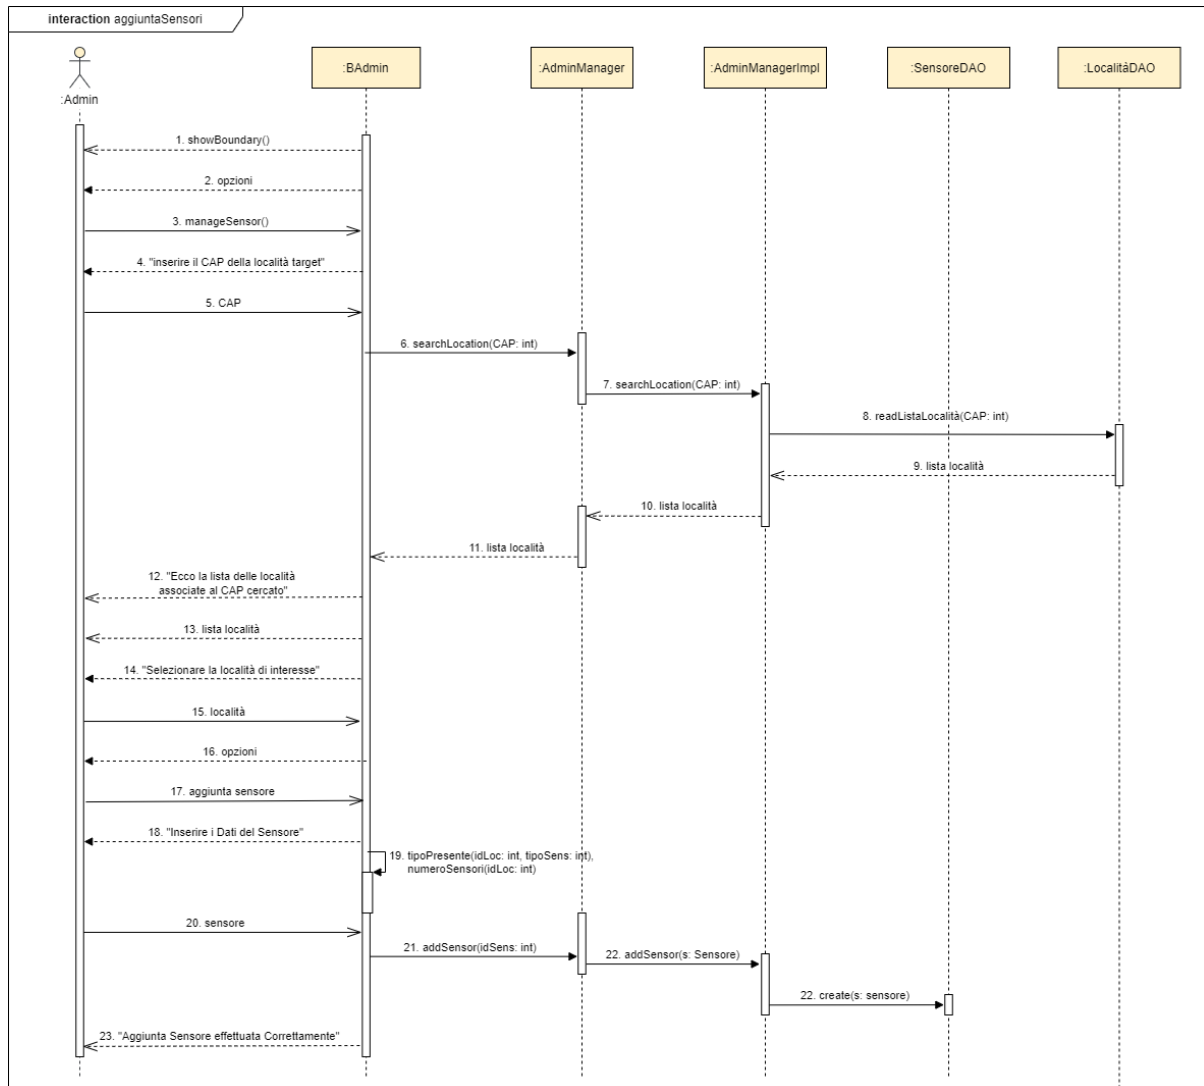 interaction aggiuntaSensori
:Admin
:BAdmin
:AdminManager
:AdminManagerImpl
:SensoreDAO
:LocalitàDAO
1. showBoundary()
2. opzioni
3. manageSensor()
4. "inserire il CAP della località target"
5. CAP
6. searchLocation(CAP: int)
7. searchLocation(CAP: int)
8. readListaLocalità(CAP: int)
9. lista località
10. lista località
11. lista località
12. "Ecco la lista delle località
associate al CAP cercato"
13. lista località
14. "Selezionare la località di interesse"
15. località
16. opzioni
17. aggiunta sensore
18. "Inserire i Dati del Sensore"
19. tipoPresente(idLoc: int, tipoSens: int),
numeroSensori(idLoc: int)
20. sensore
21. addSensor(idSens: int)
22. addSensor(s: Sensore)
22. create(s: sensore)
23. "Aggiunta Sensore effettuata Correttamente"